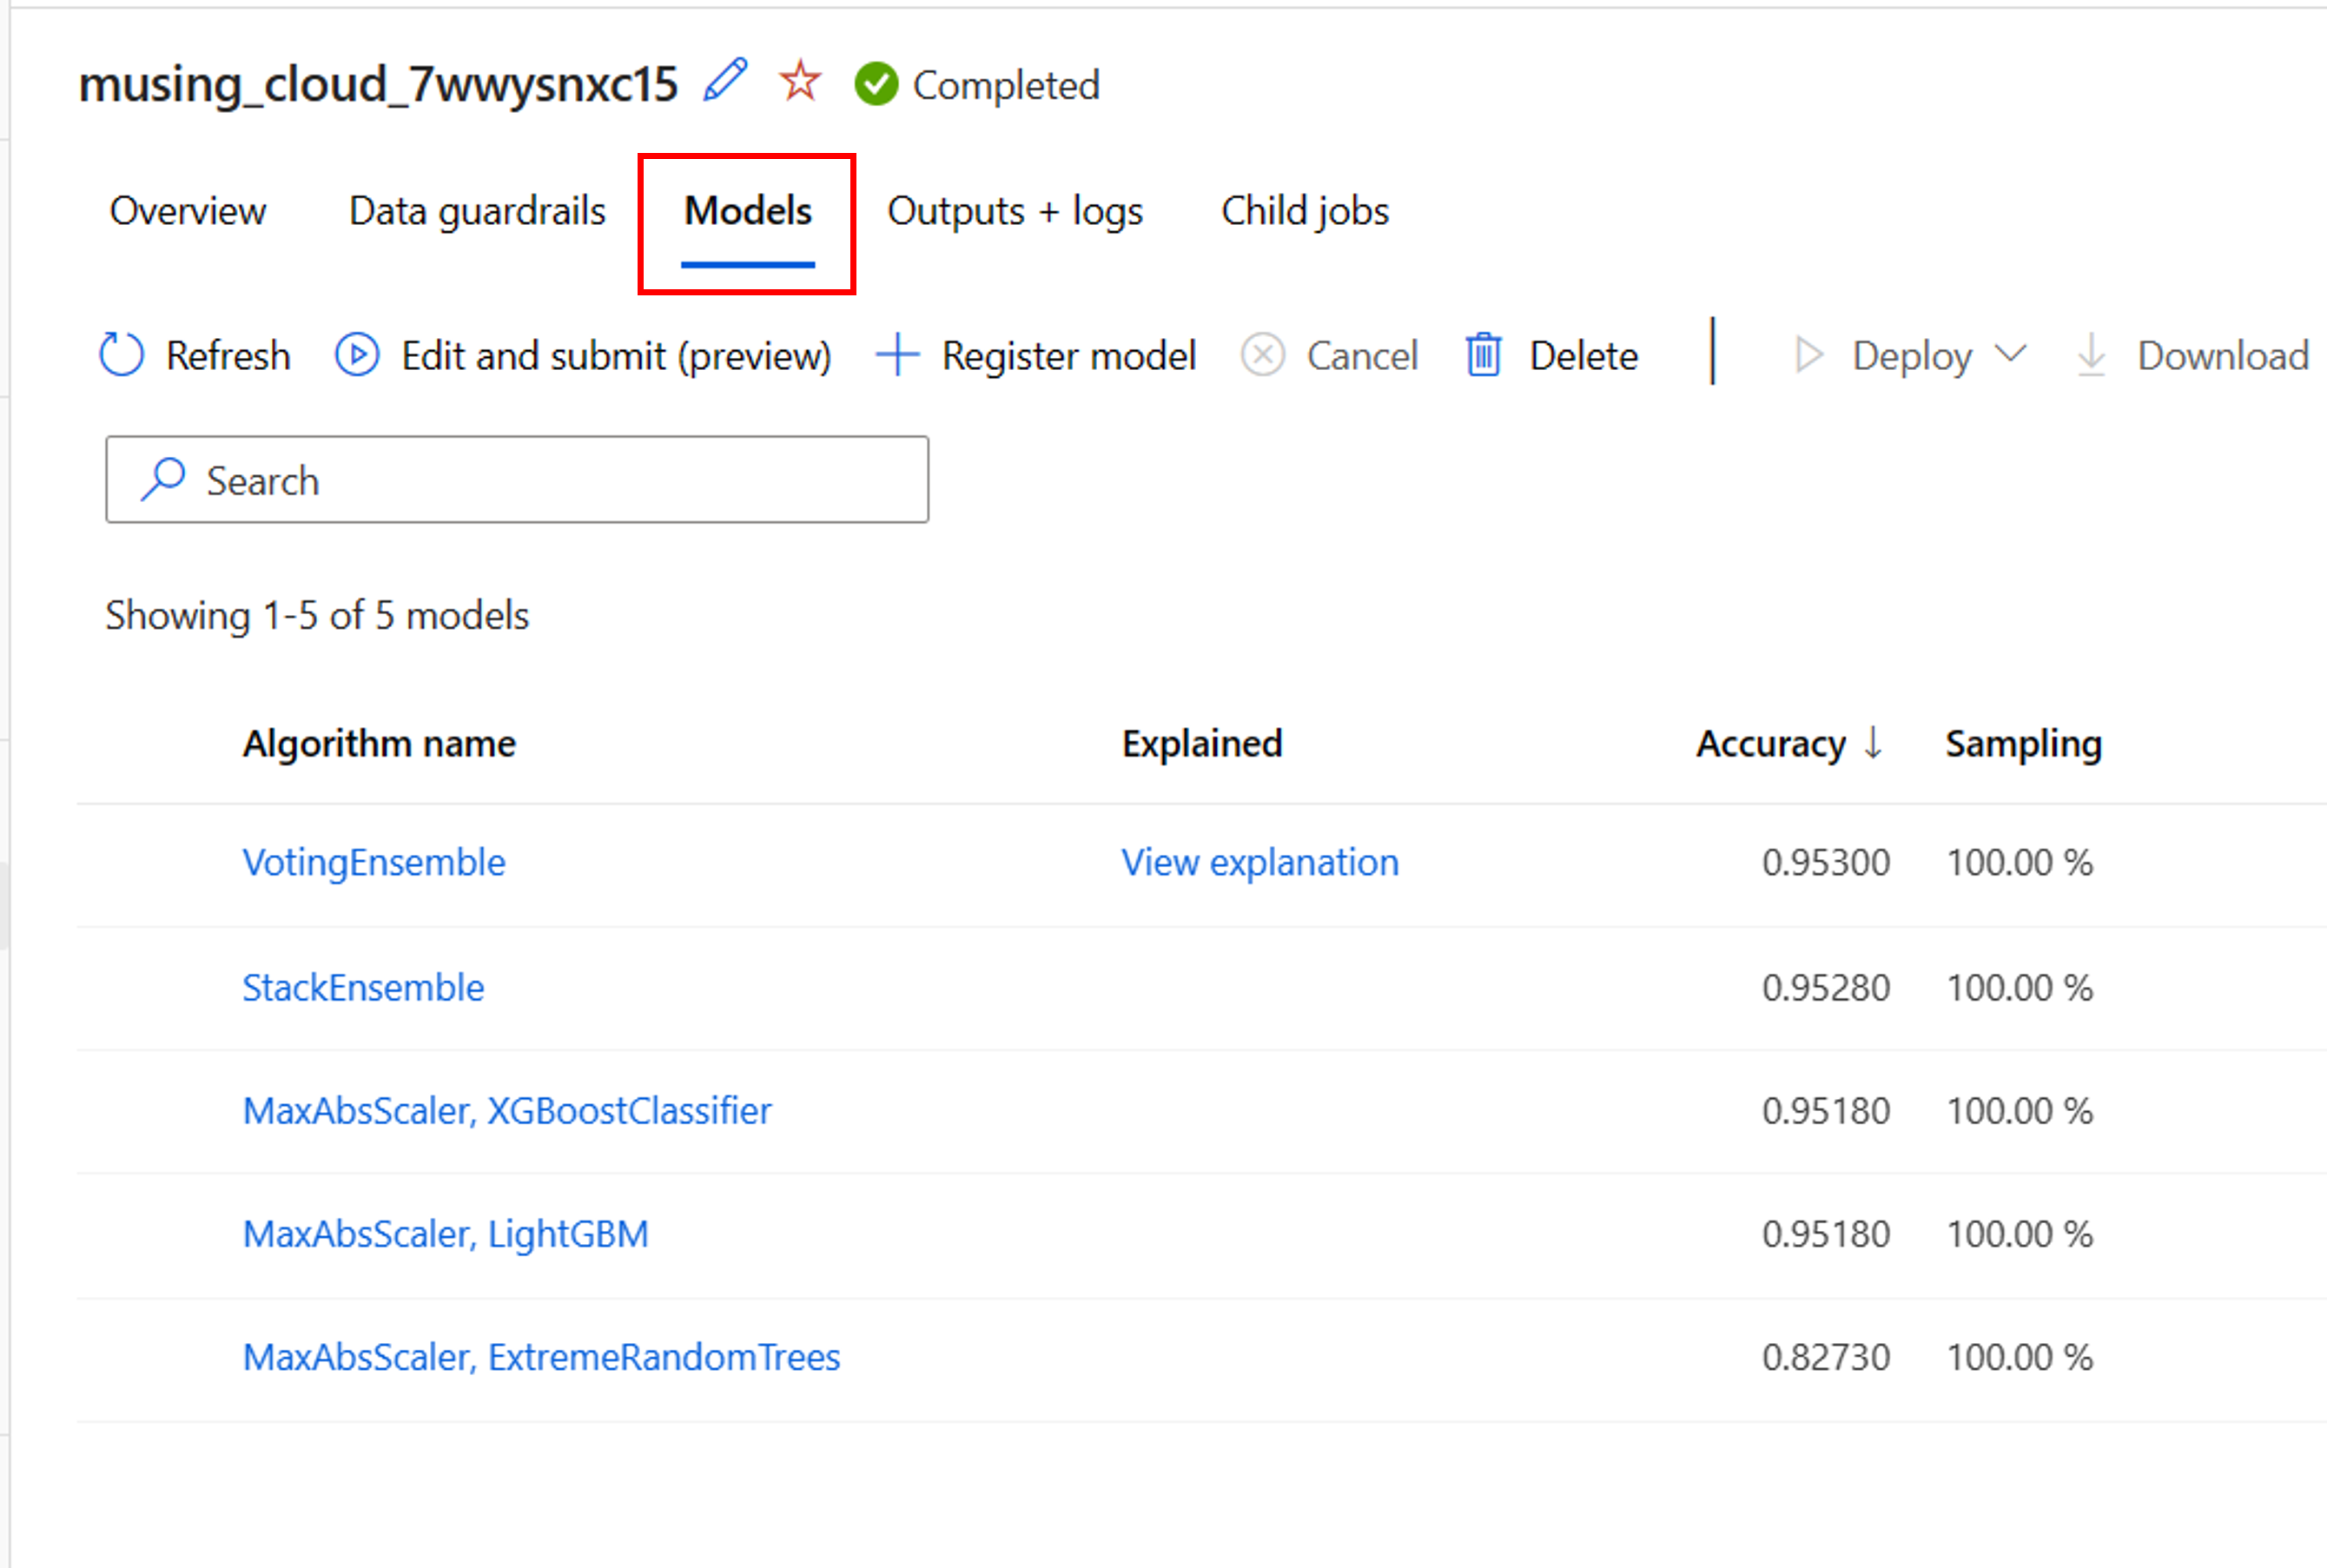 musing_cloud_7wwysnxc15 Completed
Overview Data guardrails Models Outputs + logs Child jobs
Refresh Edit and submit (preview) Register model Cancel Delete Deploy Download
Search
Showing 1-5 of 5 models
Algorithm name Explained Accuracy ↓ Sampling
VotingEnsemble View explanation 0.95300 100.00 %
StackEnsemble 0.95280 100.00 %
MaxAbsScaler, XGBoostClassifier 0.95180 100.00 %
MaxAbsScaler, LightGBM 0.95180 100.00 %
MaxAbsScaler, ExtremeRandomTrees 0.82730 100.00 %